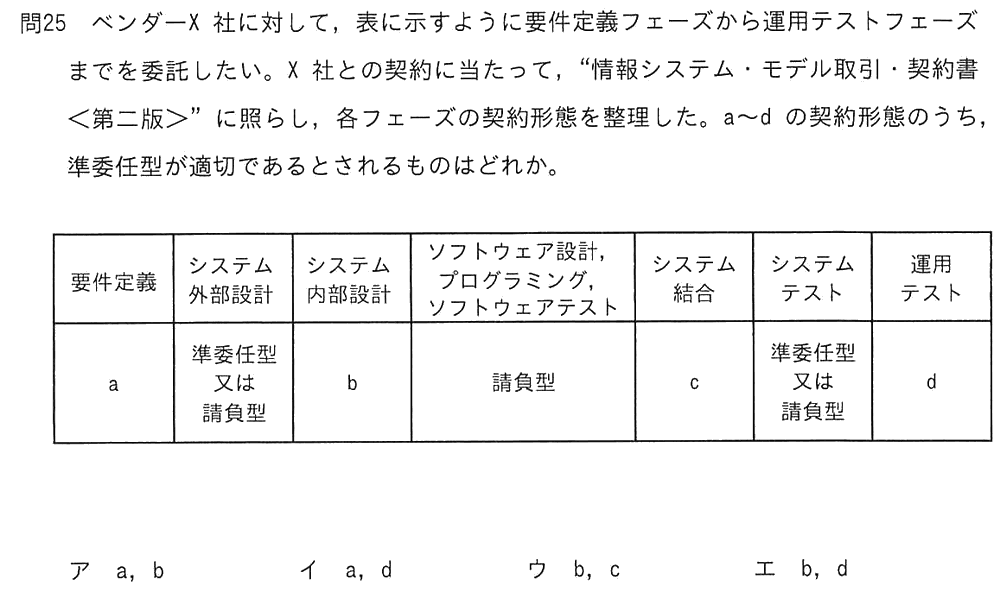 問25 ベンダーX 社に対して，表に示すように要件定義フェーズから運用テストフェーズ
までを委託したい。X 社との契約に当たって，“情報システム・モデル取引・契約書
＜第二版＞” に照らし，各フェーズの契約形態を整理した。a～d の契約形態のうち，
準委任型が適切であるとされるものはどれか。
要件定義
システム
外部設計
システム
内部設計
ソフトウェア設計，
プログラミング，
ソフトウェアテスト
システム
結合
システム
テスト
運用
テスト
a
準委任型
又は
請負型
b
請負型
c
準委任型
又は
請負型
d
ア a，b イ a，d ウ b，c エ b，d